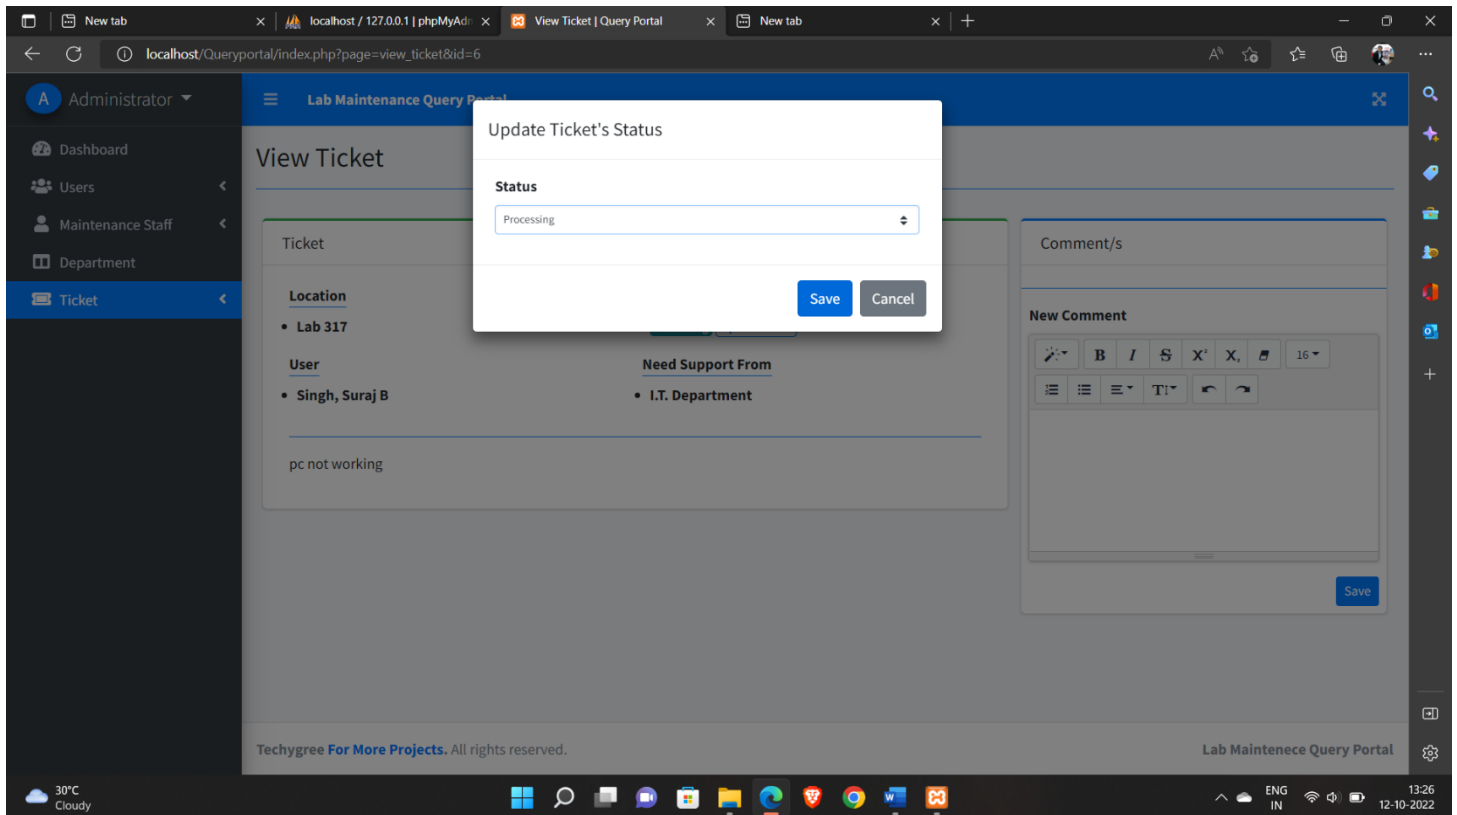 New tab
localhost / 127.0.0.1 | phpMyAdn
View Ticket | Query Portal
New tab
localhost/Queryportal/index.php?page=view_ticket&id=6
A Administrator
Lab Maintenance Query Portal
Dashboard
Users
Maintenance Staff
Department
Ticket
View Ticket
Update Ticket's Status
Status
Processing
Save Cancel
Ticket
Location
• Lab 317
User
• Singh, Suraj B
Need Support From
• I.T. Department
pc not working
Comment/s
New Comment
B I S X² X₂ 16
T
Save
Techygree For More Projects. All rights reserved.
Lab Maintenece Query Portal
30°C
Cloudy
ENG
IN
13:26
12-10-2022